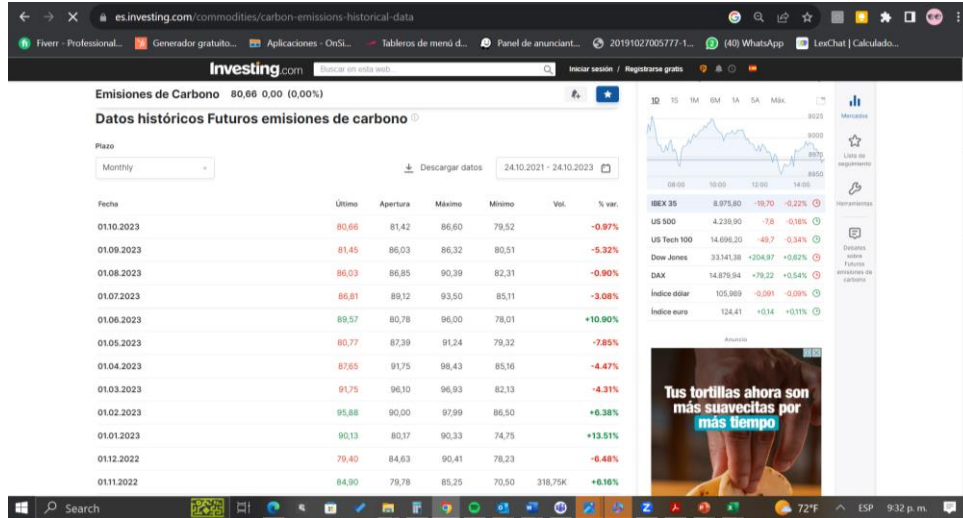 es.investing.com/commodities/carbon-emissions-historical-data
Fiverr - Professional... Generador gratuito... Aplicaciones - OnSi... Tableros de menú d... Panel de anunciant... 20191027005777-1... (40) WhatsApp LexChat | Calculado...
Investing.com Buscar en esta web... Iniciar sesión / Registrarse gratis
Emisiones de Carbono 80,66 0,00 (0,00%)
Datos históricos Futuros emisiones de carbono
Plazo
Monthly Descargar datos 24.10.2021 - 24.10.2023
Fecha Último Apertura Máximo Mínimo Vol. % var.
01.10.2023 80,66 81,42 86,60 79,52 -0.97%
01.09.2023 81,45 86,03 86,32 80,51 -5.32%
01.08.2023 86,03 86,85 90,39 82,31 -0.90%
01.07.2023 86,81 89,12 93,50 85,11 -3.08%
01.06.2023 89,57 80,78 96,00 78,01 +10.90%
01.05.2023 80,77 87,39 91,24 79,32 -7.85%
01.04.2023 87,65 91,75 98,43 85,16 -4.47%
01.03.2023 91,75 96,10 96,93 82,13 -4.31%
01.02.2023 95,88 90,00 97,99 86,50 +6.38%
01.01.2023 90,13 80,17 90,33 74,75 +13.51%
01.12.2022 79,40 84,63 90,41 78,23 -6.48%
01.11.2022 84,90 79,78 85,25 70,50 318,75K +6.16%
1D 1S 1M 6M 1A 5A Máx.
9025
9000
8975
8950
08:00 10:00 12:00 14:00
IBEX 35 8.975,80 -19,70 -0,22%
US 500 4.239,90 -7,8 -0,18%
US Tech 100 14.696,20 -49,7 -0,34%
Dow Jones 33.141,38 +204,97 +0,62%
DAX 14.879,94 +79,22 +0,54%
Índice dólar 105,989 -0,091 -0,09%
Índice euro 124,41 +0,14 +0,11%
Anuncio
Tus tortillas ahora son
más suavecitas por
más tiempo
Mercados
Lista de
seguimiento
Herramientas
Debates
sobre
Futuros
emisiones de
carbono
Search 72°F ESP 9:32 p. m.